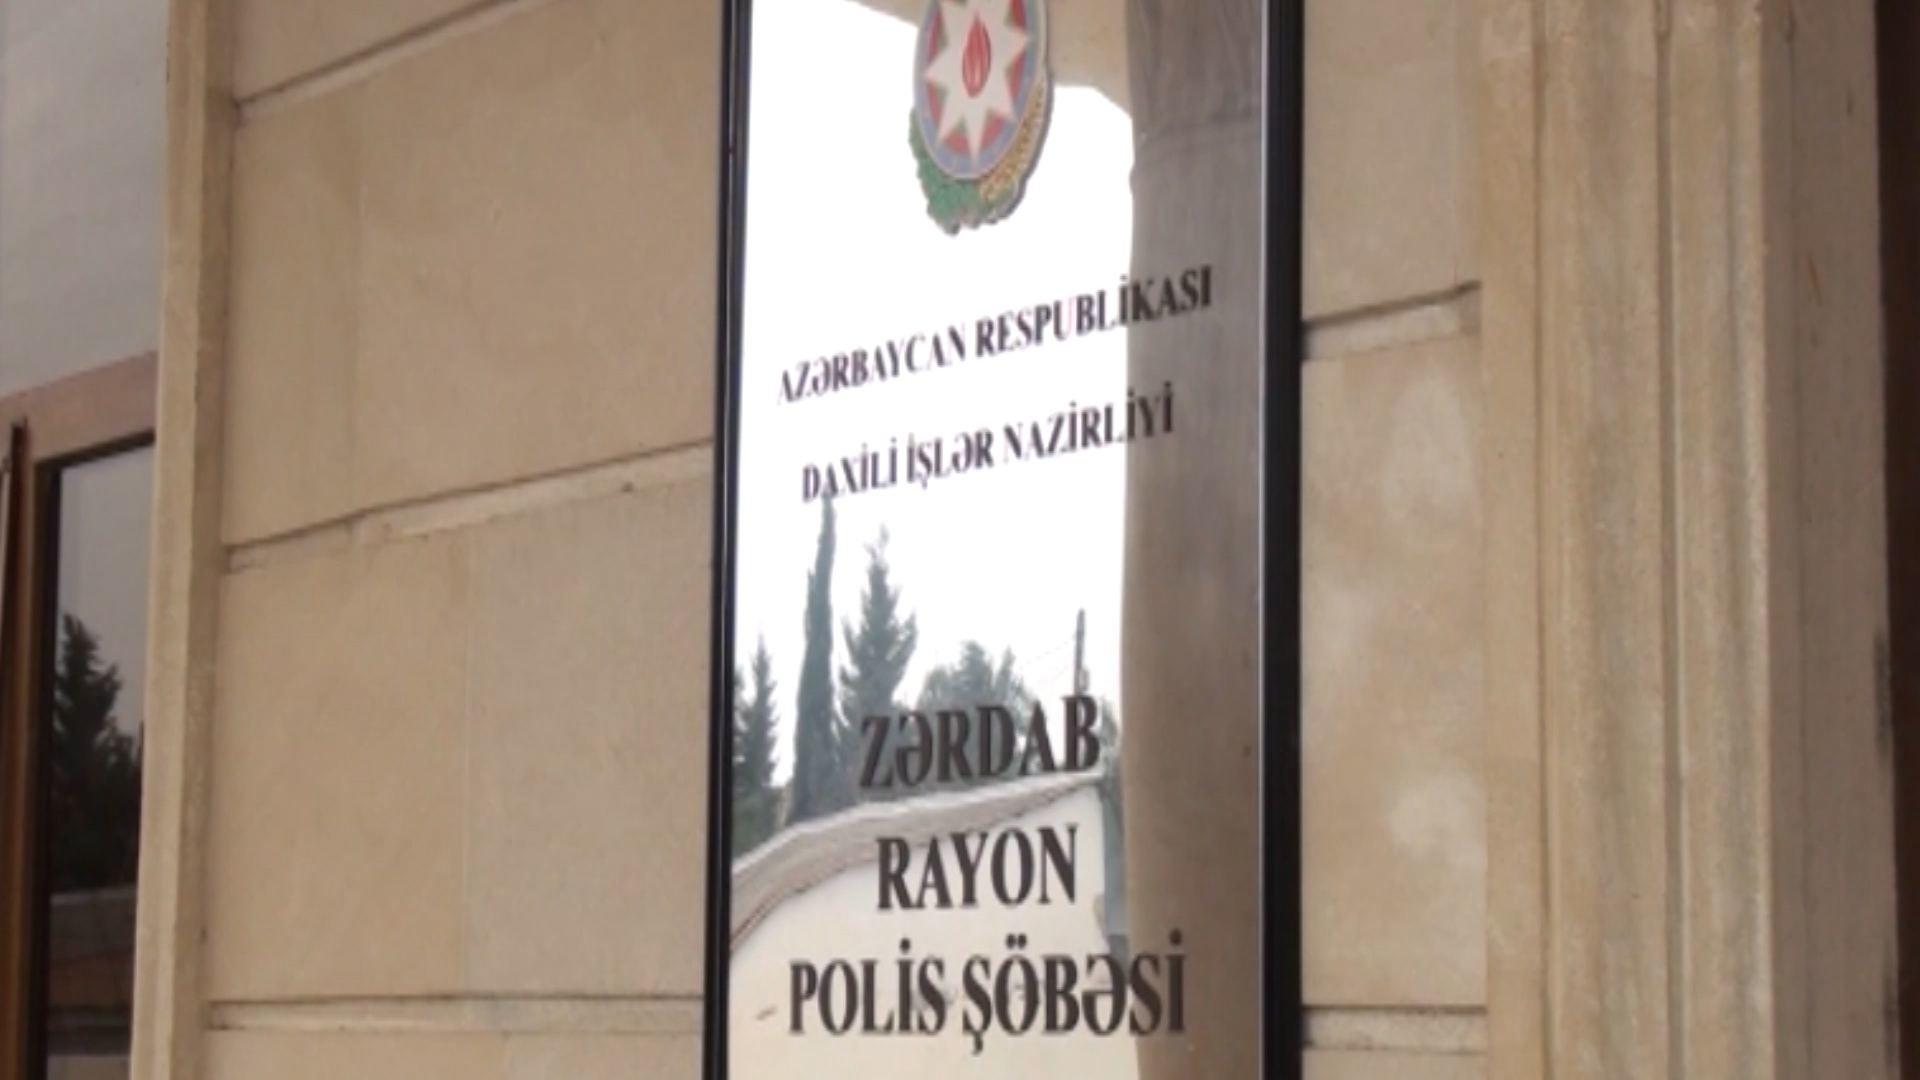 AZƏRBAYCAN RESPUBLİKASI
DAXİLİ İŞLƏR NAZİRLİYİ
ZƏRDAB
RAYON
POLİS ŞÖBƏSİ